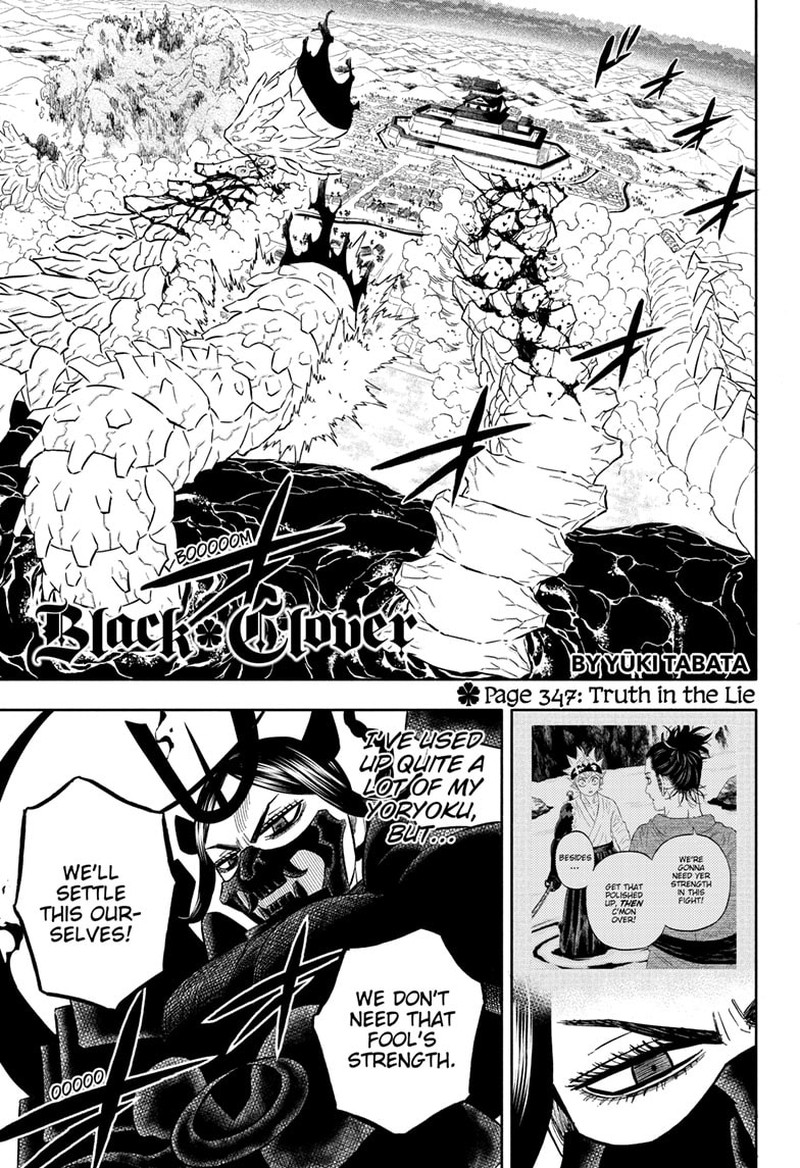 BOOOOOM
Black Clover
BY YŪKI TABATA
Page 347: Truth in the Lie
WE'RE
GONNA
NEED YER
STRENGTH IN
THIS
FIGHT!
BESIDES
...
GET THAT
POLISHED
UP, THEN
C'MON
OVER!
I'VE USED
UP QUITE A
LOT OF MY
YORYOKU,
BUT...
WE'LL
SETTLE
THIS OUR-
SELVES!
WE DON'T
NEED THAT
FOOL'S
STRENGTH.
OOOOO